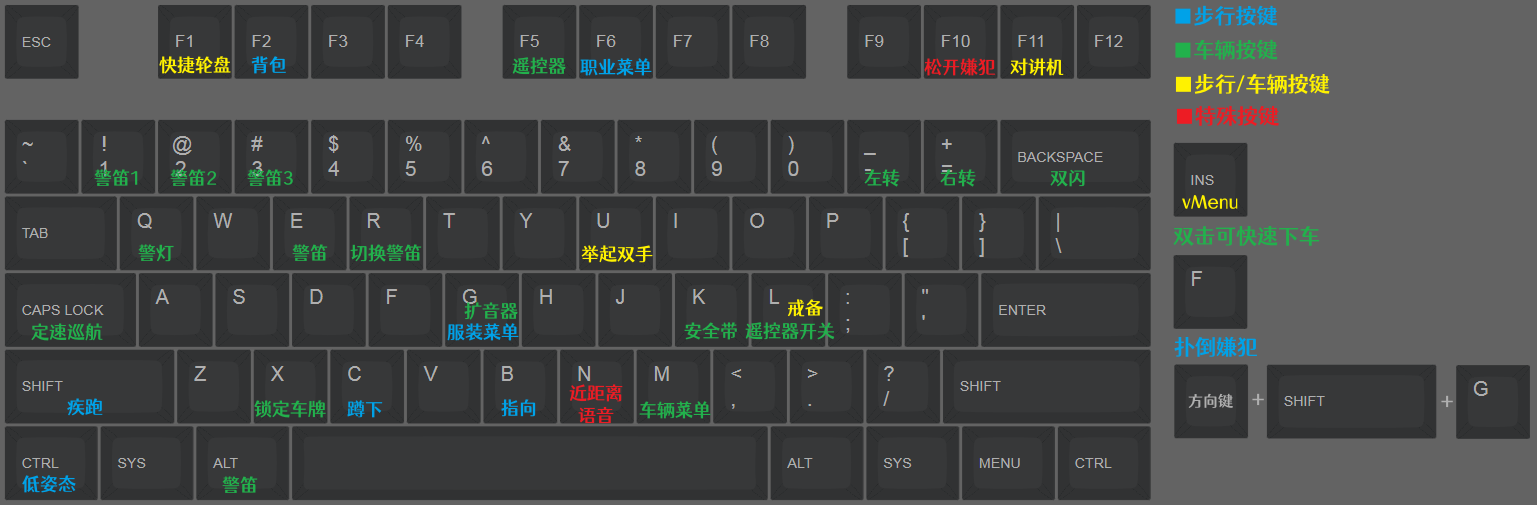 ESC
F1
快捷轮盘
F2
背包
F3
F4
F5
遥控器
F6
职业菜单
F7
F8
F9
F10
松开嫌犯
F11
对讲机
F12
~
`
!
1
警笛1
@
2
警笛2
#
3
警笛3
$
4
%
5
^
6
&
7
*
8
(
9
)
0
_
-
左转
+
=
右转
BACKSPACE
双闪
TAB
Q
警灯
W
E
警笛
R
切换警笛
T
Y
U
举起双手
I
O
P
{
[
}
]
|
\
CAPS LOCK
定速巡航
A
S
D
F
G
扩音器
服装菜单
H
J
K
安全带
L
戒备
遥控器开关
:
;
"
'
ENTER
SHIFT
疾跑
Z
X
锁定车牌
C
蹲下
V
B
指向
N
近距离
语音
M
车辆菜单
<
,
>
.
?
/
SHIFT
CTRL
低姿态
SYS
ALT
警笛
ALT
SYS
MENU
CTRL
■步行按键
■车辆按键
■步行/车辆按键
■特殊按键
INS
vMenu
双击可快速下车
F
扑倒嫌犯
方向键 + SHIFT + G